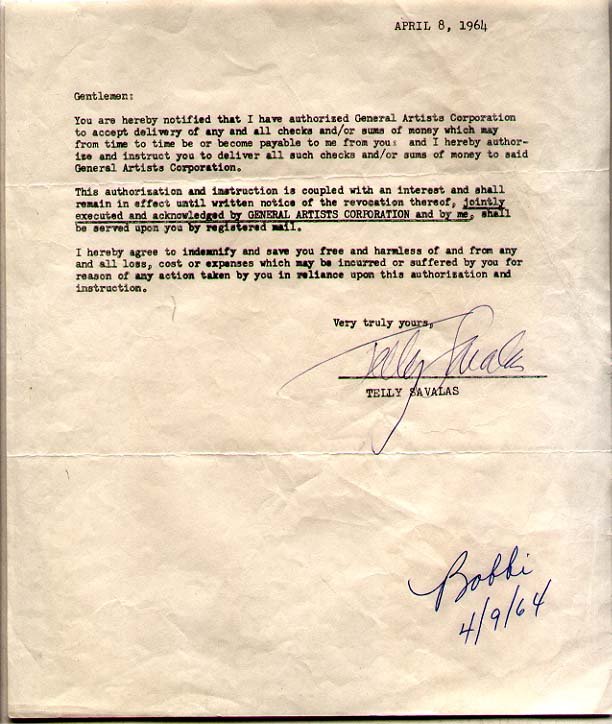 APRIL 8, 1964
Gentlemen:
You are hereby notified that I have authorized General Artists Corporation
to accept delivery of any and all checks and/or sums of money which may
from time to time be or become payable to me from you: and I hereby author-
ize and instruct you to deliver all such checks and/or sums of money to said
General Artists Corporation.
This authorization and instruction is coupled with an interest and shall
remain in effect until written notice of the revocation thereof, jointly
executed and acknowledged by GENERAL ARTISTS CORPORATION and by me, shall
be served upon you by registered mail.
I hereby agree to indemnify and save you free and harmless of and from any
and all loss, cost or expenses which may be incurred or suffered by you for
reason of any action taken by you in reliance upon this authorization and
instruction.
Very truly yours,
Telly Savalas
TELLY SAVALAS
Bobbi
4/9/64